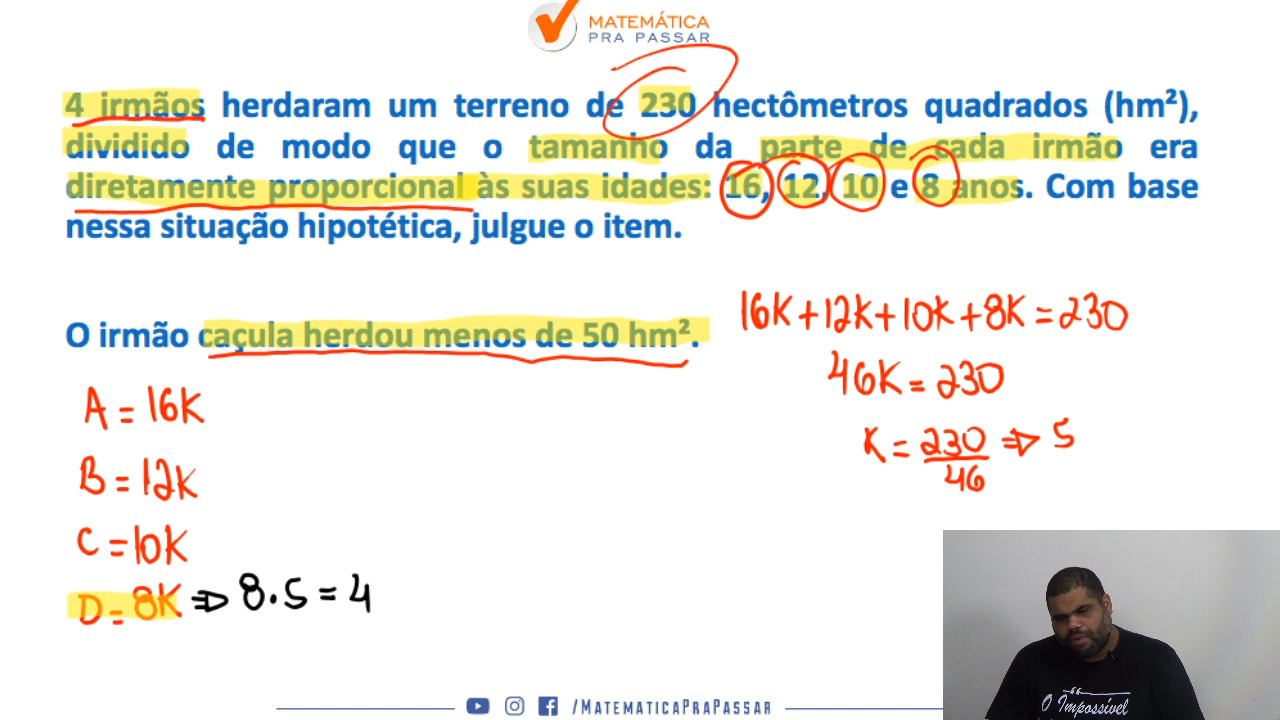 MATEMÁTICA
PRA PASSAR
4 irmãos herdaram um terreno de 230 hectômetros quadrados (hm²),
dividido de modo que o tamanho da parte de cada irmão era
diretamente proporcional às suas idades: 16, 12, 10 e 8 anos. Com base
nessa situação hipotética, julgue o item.
O irmão caçula herdou menos de 50 hm².
A = 16K
B = 12K
C = 10K
D = 8K ⇒ 8.5 = 4
16K + 12K + 10K + 8K = 230
46K = 230
K = 230/46 ⇒ 5
"
O Impossível
/MatematicaPraPassar